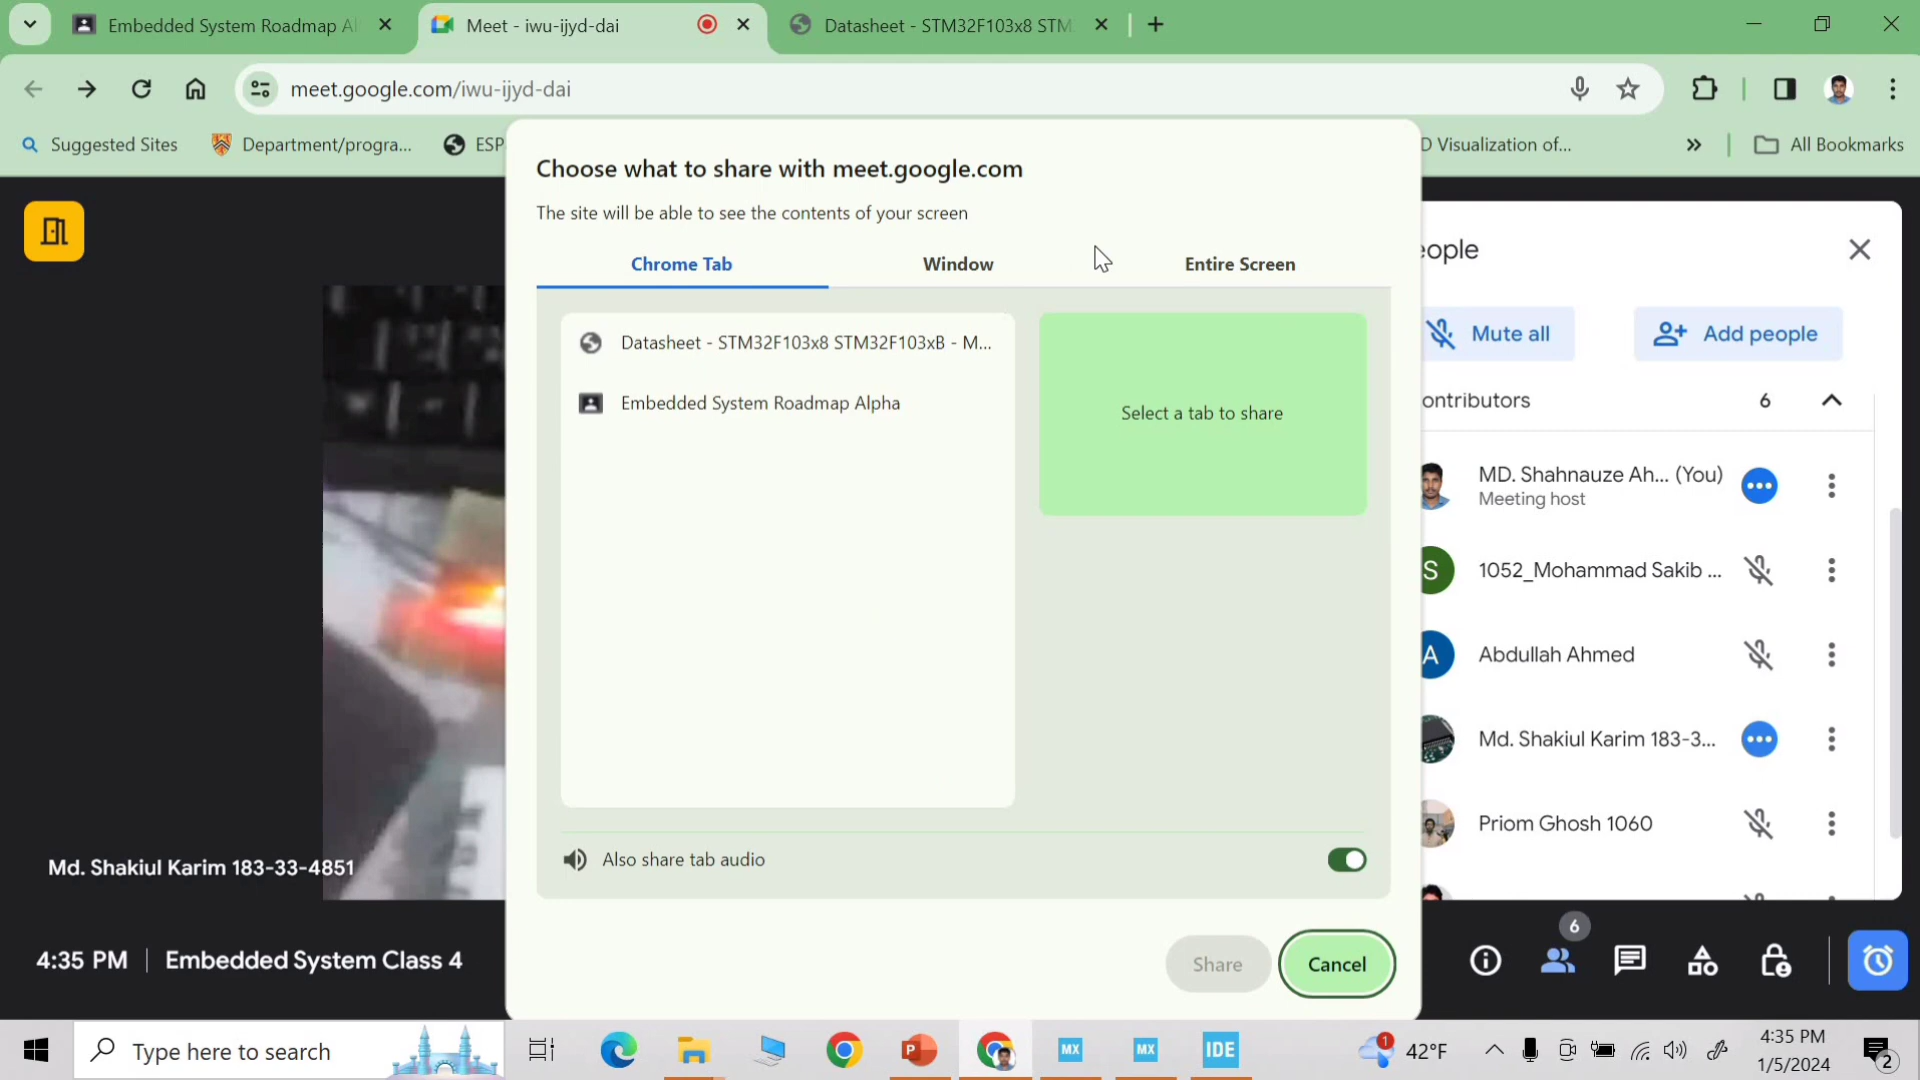 Embedded System Roadmap Al
Meet - iwu-ijyd-dai
Datasheet - STM32F103x8 STM
meet.google.com/iwu-ijyd-dai
Suggested Sites
Department/progra...
ESP
D Visualization of...
»
All Bookmarks
Choose what to share with meet.google.com
The site will be able to see the contents of your screen
Chrome Tab
Window
Entire Screen
Datasheet - STM32F103x8 STM32F103xB - M...
Embedded System Roadmap Alpha
Select a tab to share
Also share tab audio
Share
Cancel
eople
Mute all
Add people
ontributors
6
MD. Shahnauze Ah... (You)
Meeting host
S
1052_Mohammad Sakib ...
A
Abdullah Ahmed
Md. Shakiul Karim 183-3...
Priom Ghosh 1060
Md. Shakiul Karim 183-33-4851
4:35 PM
Embedded System Class 4
6
Type here to search
P
MX
MX
IDE
1
42°F
4:35 PM
1/5/2024
2